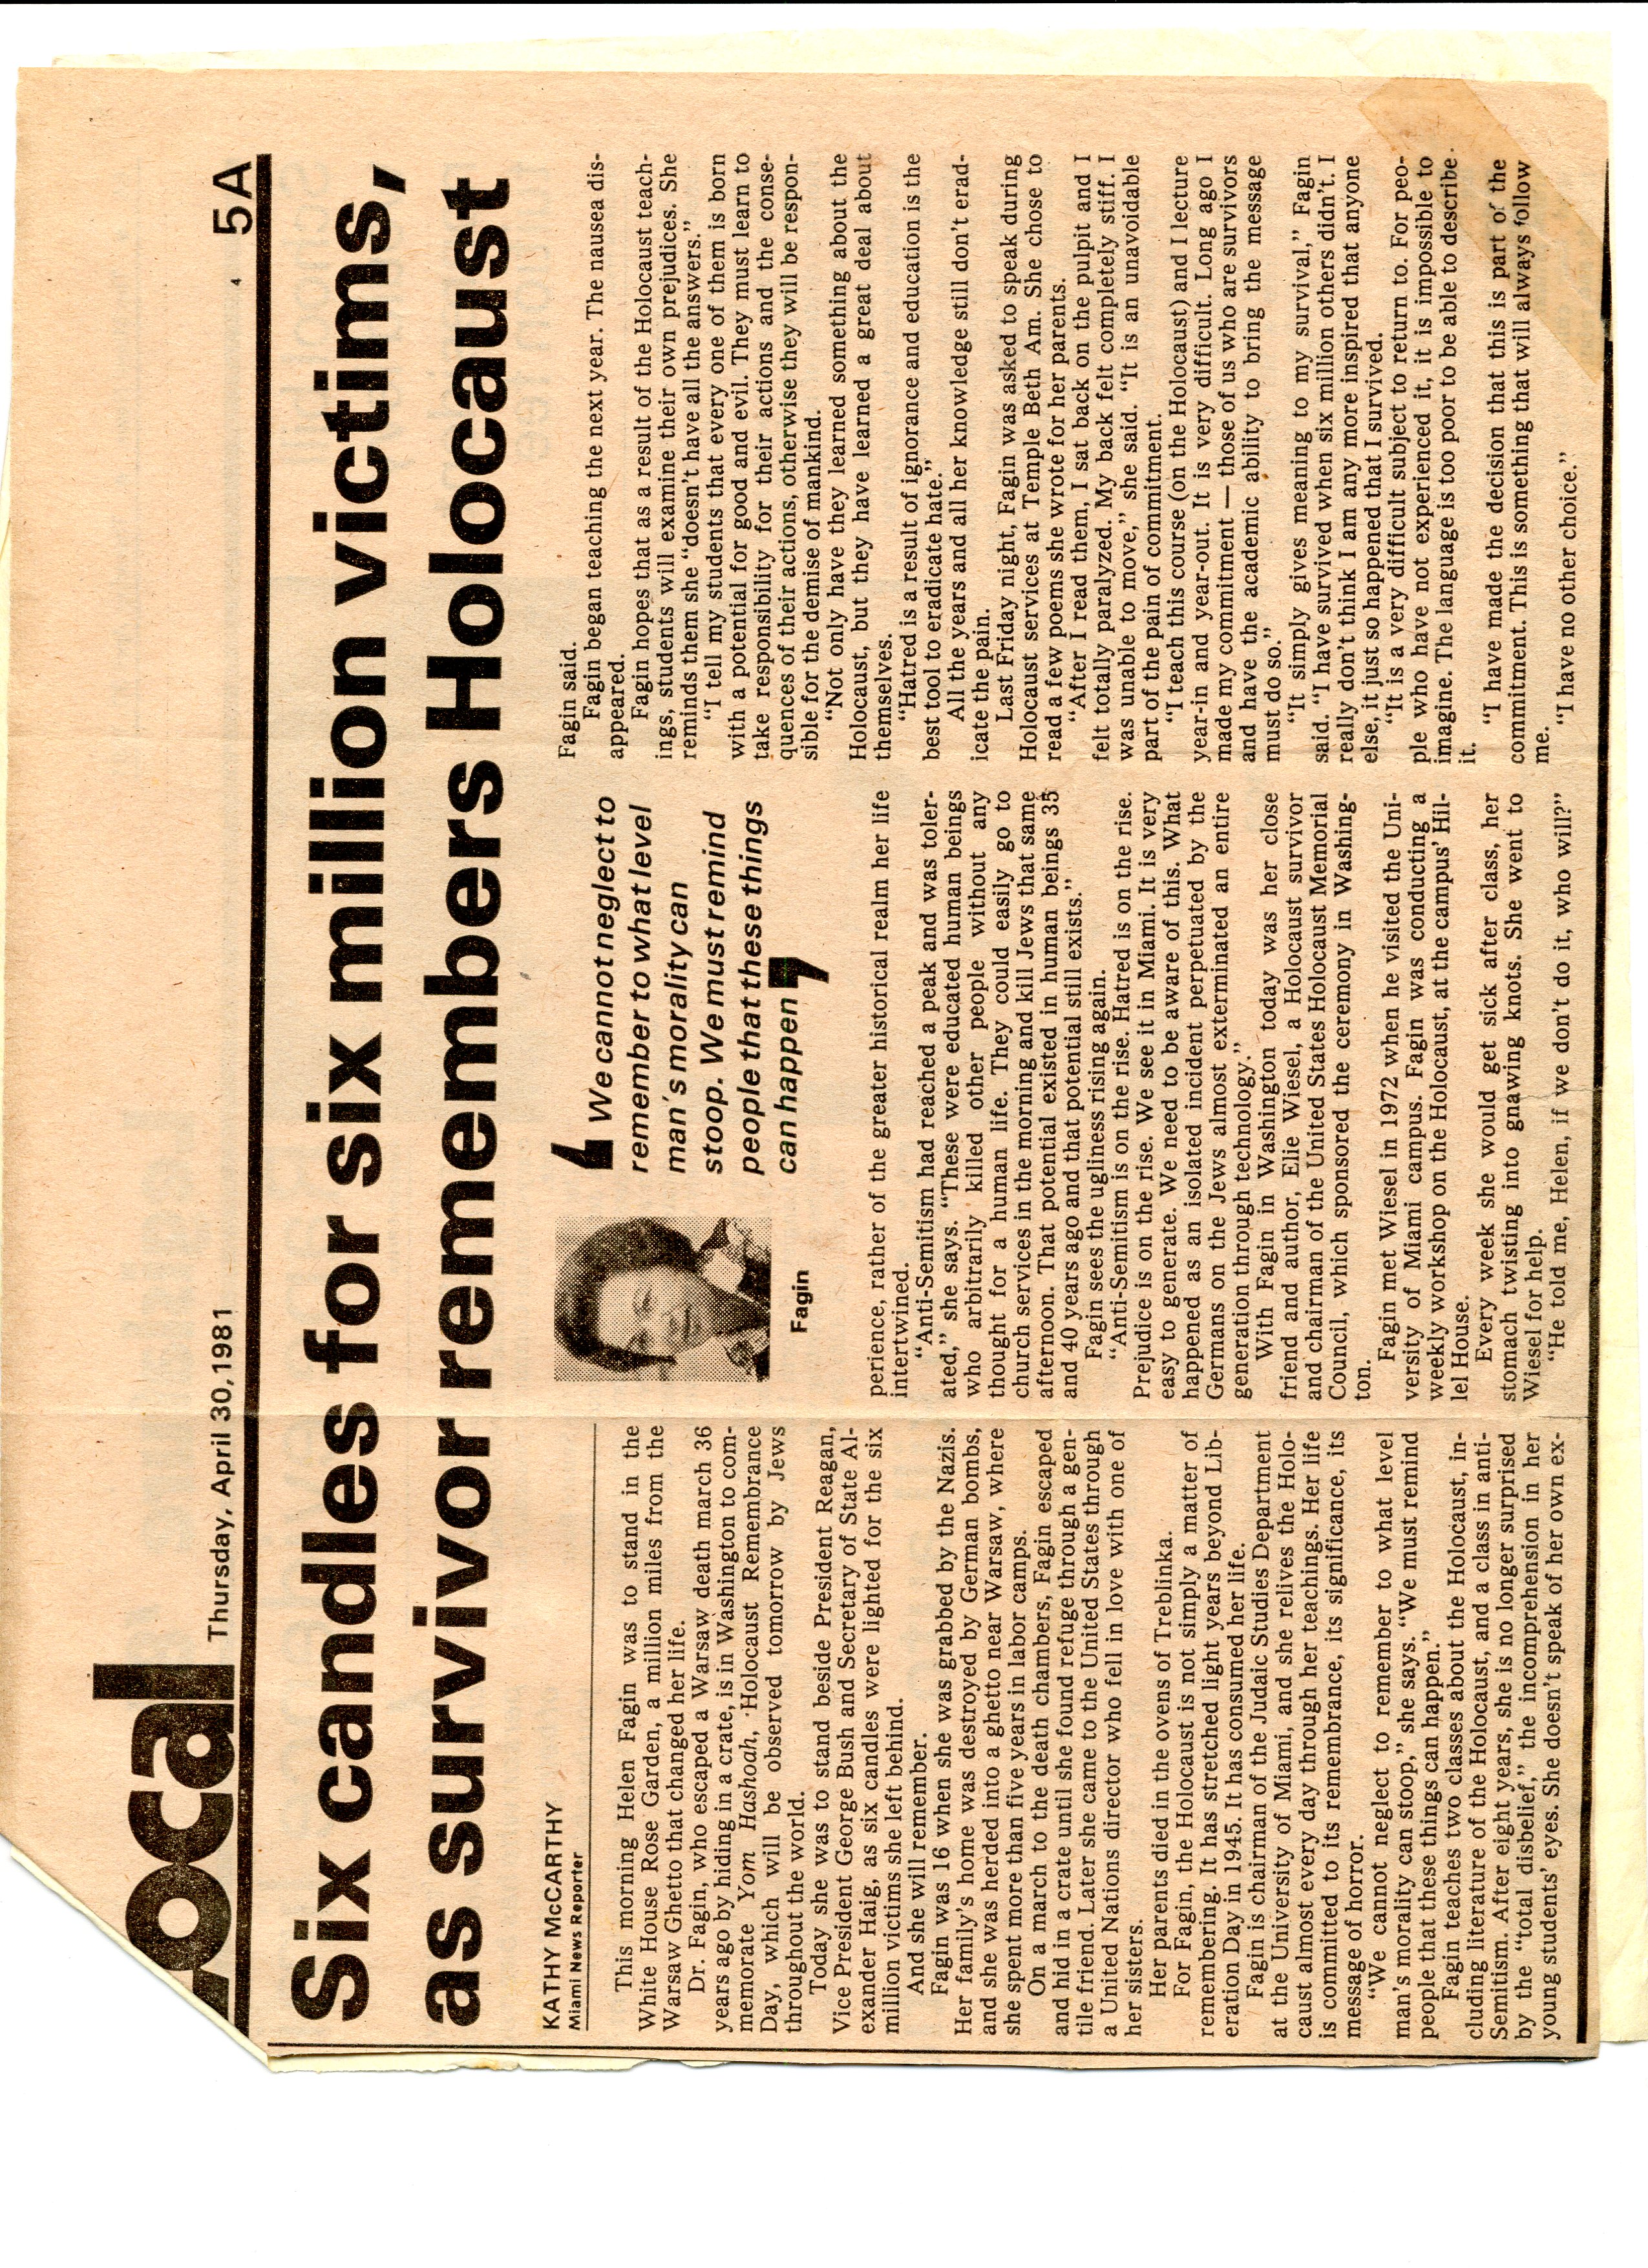 Local
Thursday, April 30, 1981
5A
Six candles for six million victims,
as survivor remembers Holocaust
KATHY McCARTHY
Miami News Reporter
This morning Helen Fagin was to stand in the
White House Rose Garden, a million miles from the
Warsaw Ghetto that changed her life.
Dr. Fagin, who escaped a Warsaw death march 36
years ago by hiding in a crate, is in Washington to com-
memorate Yom Hashoah, Holocaust Remembrance
Day, which will be observed tomorrow by Jews
throughout the world.
Today she was to stand beside President Reagan,
Vice President George Bush and Secretary of State Al-
exander Haig, as six candles were lighted for the six
million victims she left behind.
And she will remember.
Fagin was 16 when she was grabbed by the Nazis.
Her family's home was destroyed by German bombs,
and she was herded into a ghetto near Warsaw, where
she spent more than five years in labor camps.
On a march to the death chambers, Fagin escaped
and hid in a crate until she found refuge through a gen-
tile friend. Later she came to the United States through
a United Nations director who fell in love with one of
her sisters.
Her parents died in the ovens of Treblinka.
For Fagin, the Holocaust is not simply a matter of
remembering. It has stretched light years beyond Lib-
eration Day in 1945. It has consumed her life.
Fagin is chairman of the Judaic Studies Department
at the University of Miami, and she relives the Holo-
caust almost every day through her teachings. Her life
is committed to its remembrance, its significance, its
message of horror.
"We cannot neglect to remember to what level
man's morality can stoop," she says. "We must remind
people that these things can happen."
Fagin teaches two classes about the Holocaust, in-
cluding literature of the Holocaust, and a class in anti-
Semitism. After eight years, she is no longer surprised
by the "total disbelief," the incomprehension in her
young students' eyes. She doesn't speak of her own ex-
Fagin
‘We cannot neglect to
remember to what level
man's morality can
stoop. We must remind
people that these things
can happen’
perience, rather of the greater historical realm her life
intertwined.
"Anti-Semitism had reached a peak and was toler-
ated," she says. "These were educated human beings
who arbitrarily killed other people without any
thought for a human life. They could easily go to
church services in the morning and kill Jews that same
afternoon. That potential existed in human beings 35
and 40 years ago and that potential still exists."
Fagin sees the ugliness rising again.
"Anti-Semitism is on the rise. Hatred is on the rise.
Prejudice is on the rise. We see it in Miami. It is very
easy to generate. We need to be aware of this. What
happened as an isolated incident perpetuated by the
Germans on the Jews almost exterminated an entire
generation through technology."
With Fagin in Washington today was her close
friend and author, Elie Wiesel, a Holocaust survivor
and chairman of the United States Holocaust Memorial
Council, which sponsored the ceremony in Washing-
ton.
Fagin met Wiesel in 1972 when he visited the Uni-
versity of Miami campus. Fagin was conducting a
weekly workshop on the Holocaust, at the campus' Hil-
lel House.
Every week she would get sick after class, her
stomach twisting into gnawing knots. She went to
Wiesel for help.
"He told me, Helen, if we don't do it, who will?"
Fagin said.
Fagin began teaching the next year. The nausea dis-
appeared.
Fagin hopes that as a result of the Holocaust teach-
ings, students will examine their own prejudices. She
reminds them she "doesn't have all the answers."
"I tell my students that every one of them is born
with a potential for good and evil. They must learn to
take responsibility for their actions and the conse-
quences of their actions, otherwise they will be respon-
sible for the demise of mankind.
"Not only have they learned something about the
Holocaust, but they have learned a great deal about
themselves.
"Hatred is a result of ignorance and education is the
best tool to eradicate hate."
All the years and all her knowledge still don't erad-
icate the pain.
Last Friday night, Fagin was asked to speak during
Holocaust services at Temple Beth Am. She chose to
read a few poems she wrote for her parents.
"After I read them, I sat back on the pulpit and I
felt totally paralyzed. My back felt completely stiff. I
was unable to move," she said. "It is an unavoidable
part of the pain of commitment.
"I teach this course (on the Holocaust) and I lecture
year-in and year-out. It is very difficult. Long ago I
made my commitment — those of us who are survivors
and have the academic ability to bring the message
must do so."
"It simply gives meaning to my survival," Fagin
said. "I have survived when six million others didn't. I
really don't think I am any more inspired that anyone
else, it just so happened that I survived.
"It is a very difficult subject to return to. For peo-
ple who have not experienced it, it is impossible to
imagine. The language is too poor to be able to describe
it.
"I have made the decision that this is part of the
commitment. This is something that will always follow
me.
"I have no other choice."